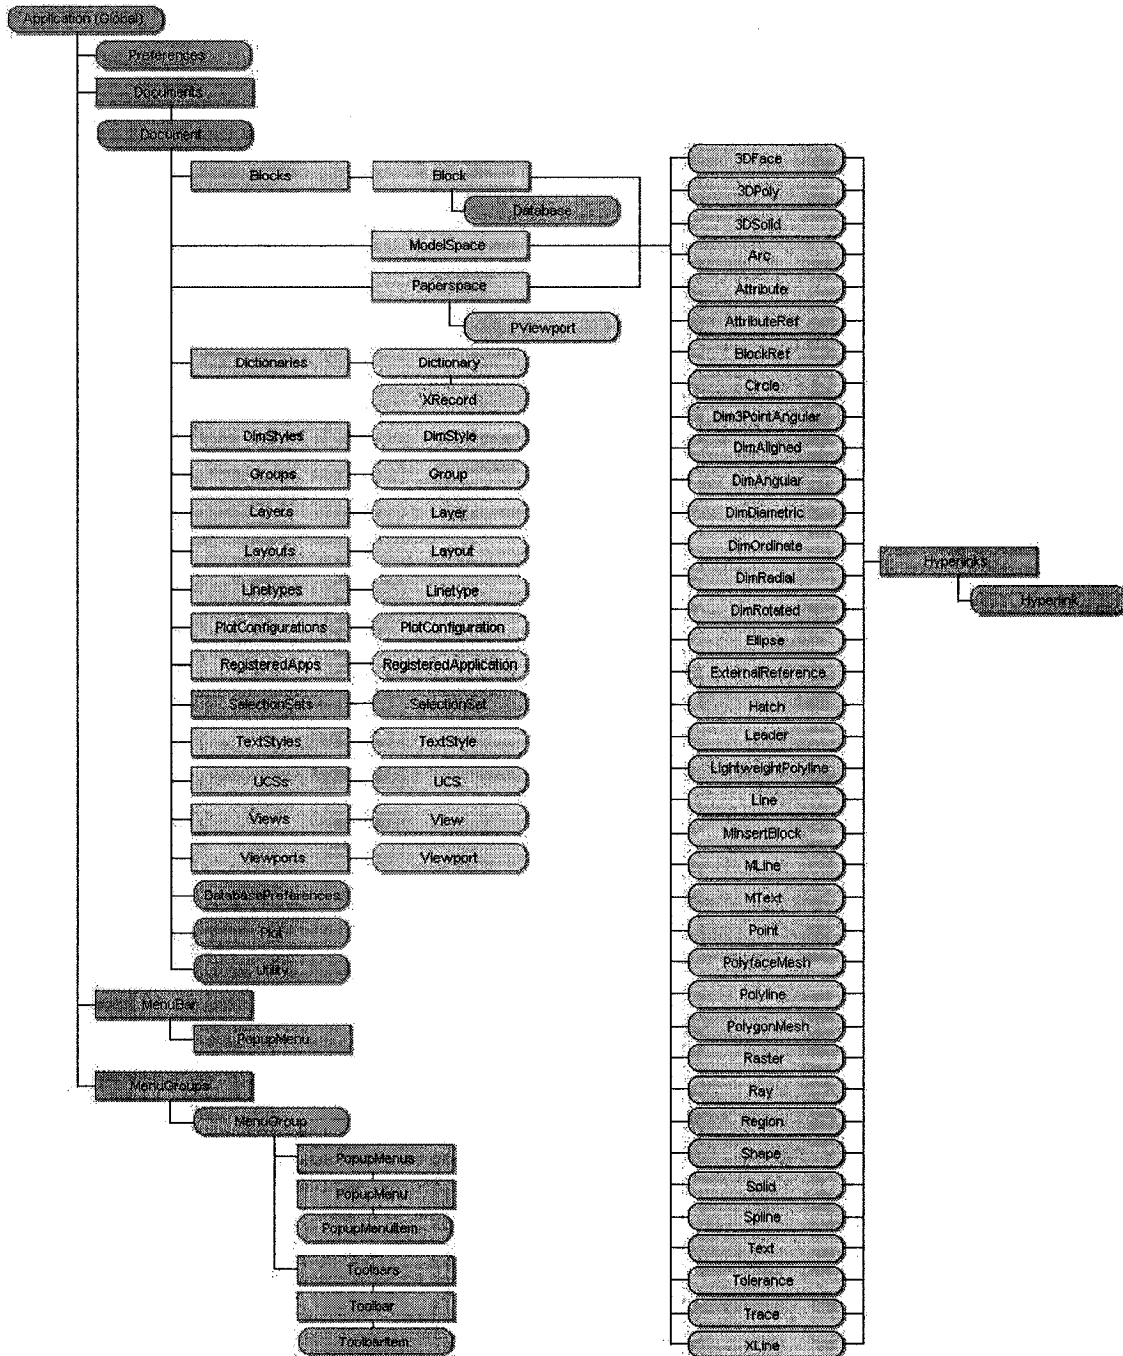 Application (Global)
Preferences
Documents
Document
Blocks
Block
Database
ModelSpace
Paperspace
PViewport
Dictionaries
Dictionary
XRecord
DimStyles
DimStyle
Groups
Group
Layers
Layer
Layouts
Layout
Linetypes
Linetype
PlotConfigurations
PlotConfiguration
RegisteredApps
RegisteredApplication
SelectionSets
SelectionSet
TextStyles
TextStyle
UCSs
UCS
Views
View
Viewports
Viewport
DatabasePreferences
Plot
Utility
MenuBar
PopupMenu
MenuGroups
MenuGroup
PopupMenus
PopupMenu
PopupMenuItem
Toolbars
Toolbar
ToolbarItem
3DFace
3DPoly
3DSolid
Arc
Attribute
AttributeRef
BlockRef
Circle
Dim3PointAngular
DimAligned
DimAngular
DimDiametric
DimOrdinate
DimRadial
DimRotated
Ellipse
ExternalReference
Hatch
Leader
LightweightPolyline
Line
MInsertBlock
MLine
MText
Point
PolyfaceMesh
Polyline
PolygonMesh
Raster
Ray
Region
Shape
Solid
Spline
Text
Tolerance
Trace
XLine
Hyperlinks
Hyperlink